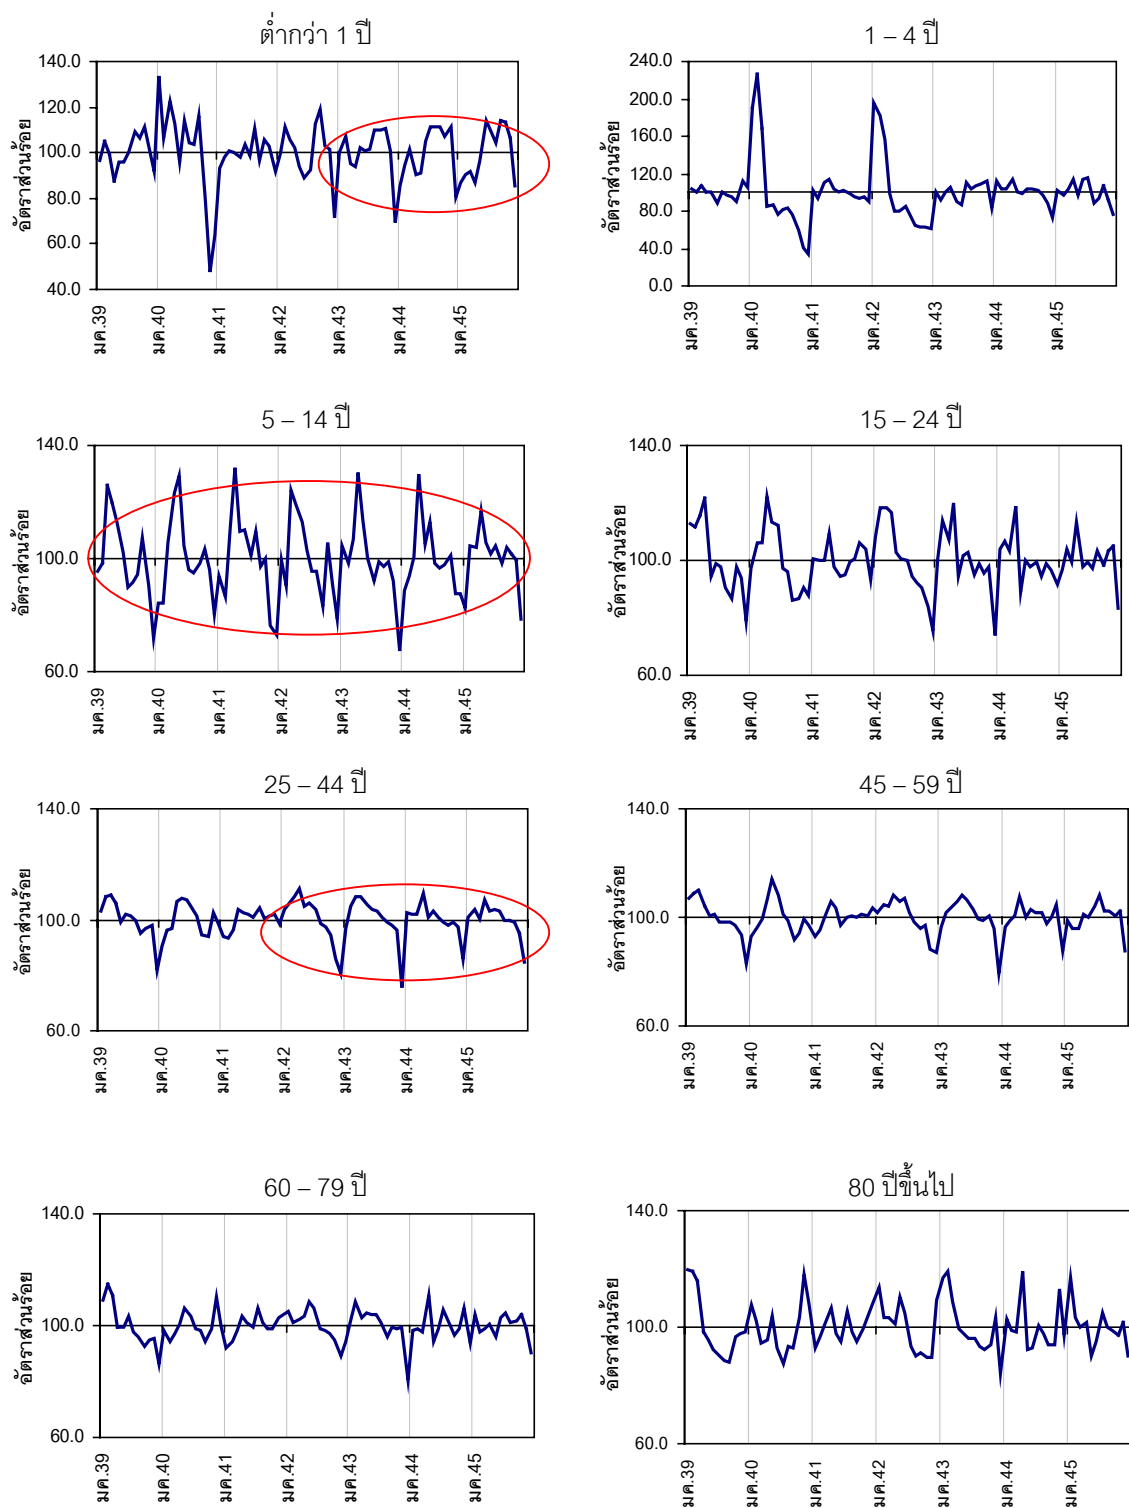 ต่ำกว่า 1 ปี
140.0
120.0
100.0
80.0
60.0
40.0
อัตราส่วนร้อย
มค.39
มค.40
มค.41
มค.42
มค.43
มค.44
มค.45
1 – 4 ปี
240.0
200.0
160.0
120.0
80.0
40.0
0.0
อัตราส่วนร้อย
มค.39
มค.40
มค.41
มค.42
มค.43
มค.44
มค.45
5 – 14 ปี
140.0
100.0
60.0
อัตราส่วนร้อย
มค.39
มค.40
มค.41
มค.42
มค.43
มค.44
มค.45
15 – 24 ปี
140.0
100.0
60.0
อัตราส่วนร้อย
มค.39
มค.40
มค.41
มค.42
มค.43
มค.44
มค.45
25 – 44 ปี
140.0
100.0
60.0
อัตราส่วนร้อย
มค.39
มค.40
มค.41
มค.42
มค.43
มค.44
มค.45
45 – 59 ปี
140.0
100.0
60.0
อัตราส่วนร้อย
มค.39
มค.40
มค.41
มค.42
มค.43
มค.44
มค.45
60 – 79 ปี
140.0
100.0
60.0
อัตราส่วนร้อย
มค.39
มค.40
มค.41
มค.42
มค.43
มค.44
มค.45
80 ปีขึ้นไป
140.0
100.0
60.0
อัตราส่วนร้อย
มค.39
มค.40
มค.41
มค.42
มค.43
มค.44
มค.45